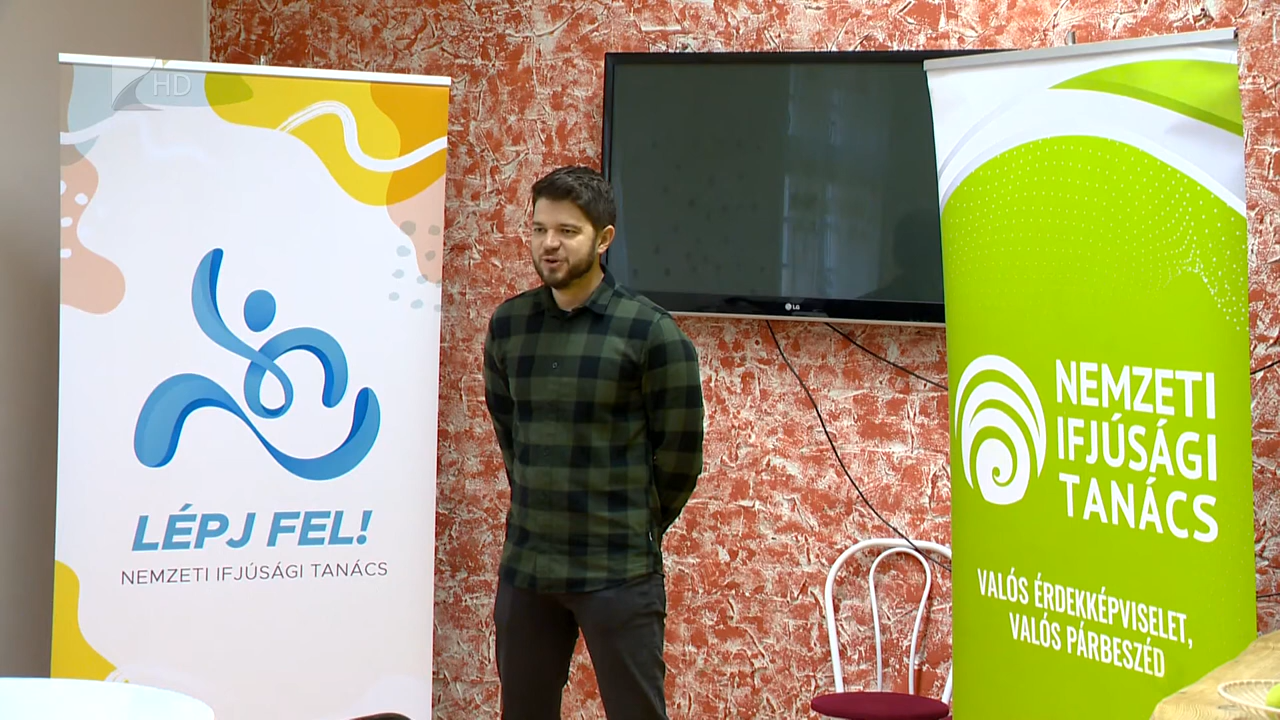 HD
LÉPJ FEL!
NEMZETI IFJÚSÁGI TANÁCS
LG
NEMZETI
IFJÚSÁGI
TANÁCS
VALÓS ÉRDEKKÉPVISELET,
VALÓS PÁRBESZÉD